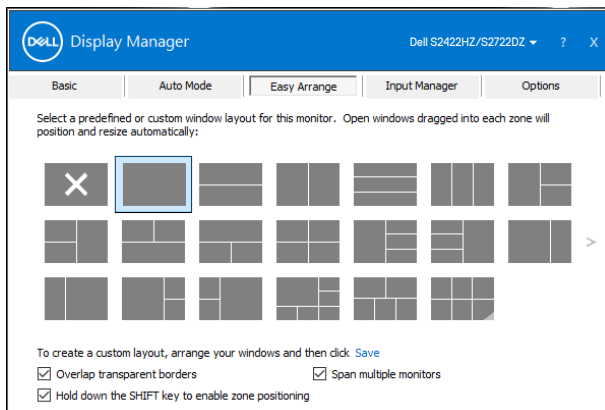 DELL Display Manager Dell S2422HZ/S2722DZ ? X
Basic Auto Mode Easy Arrange Input Manager Options
Select a predefined or custom window layout for this monitor. Open windows dragged into each zone will
position and resize automatically:
>
To create a custom layout, arrange your windows and then click Save
Overlap transparent borders Span multiple monitors
Hold down the SHIFT key to enable zone positioning